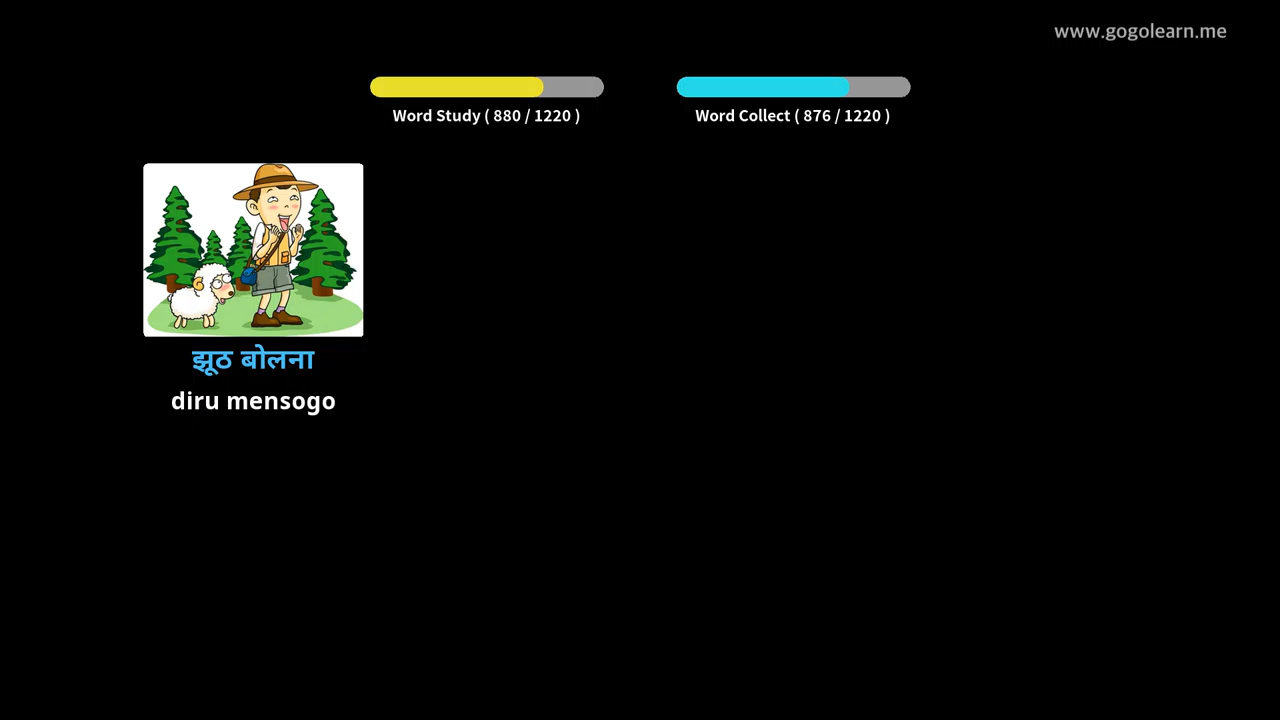 www.gogolearn.me
Word Study ( 880 / 1220 )
Word Collect ( 876 / 1220 )
झूठ बोलना
diru mensogo